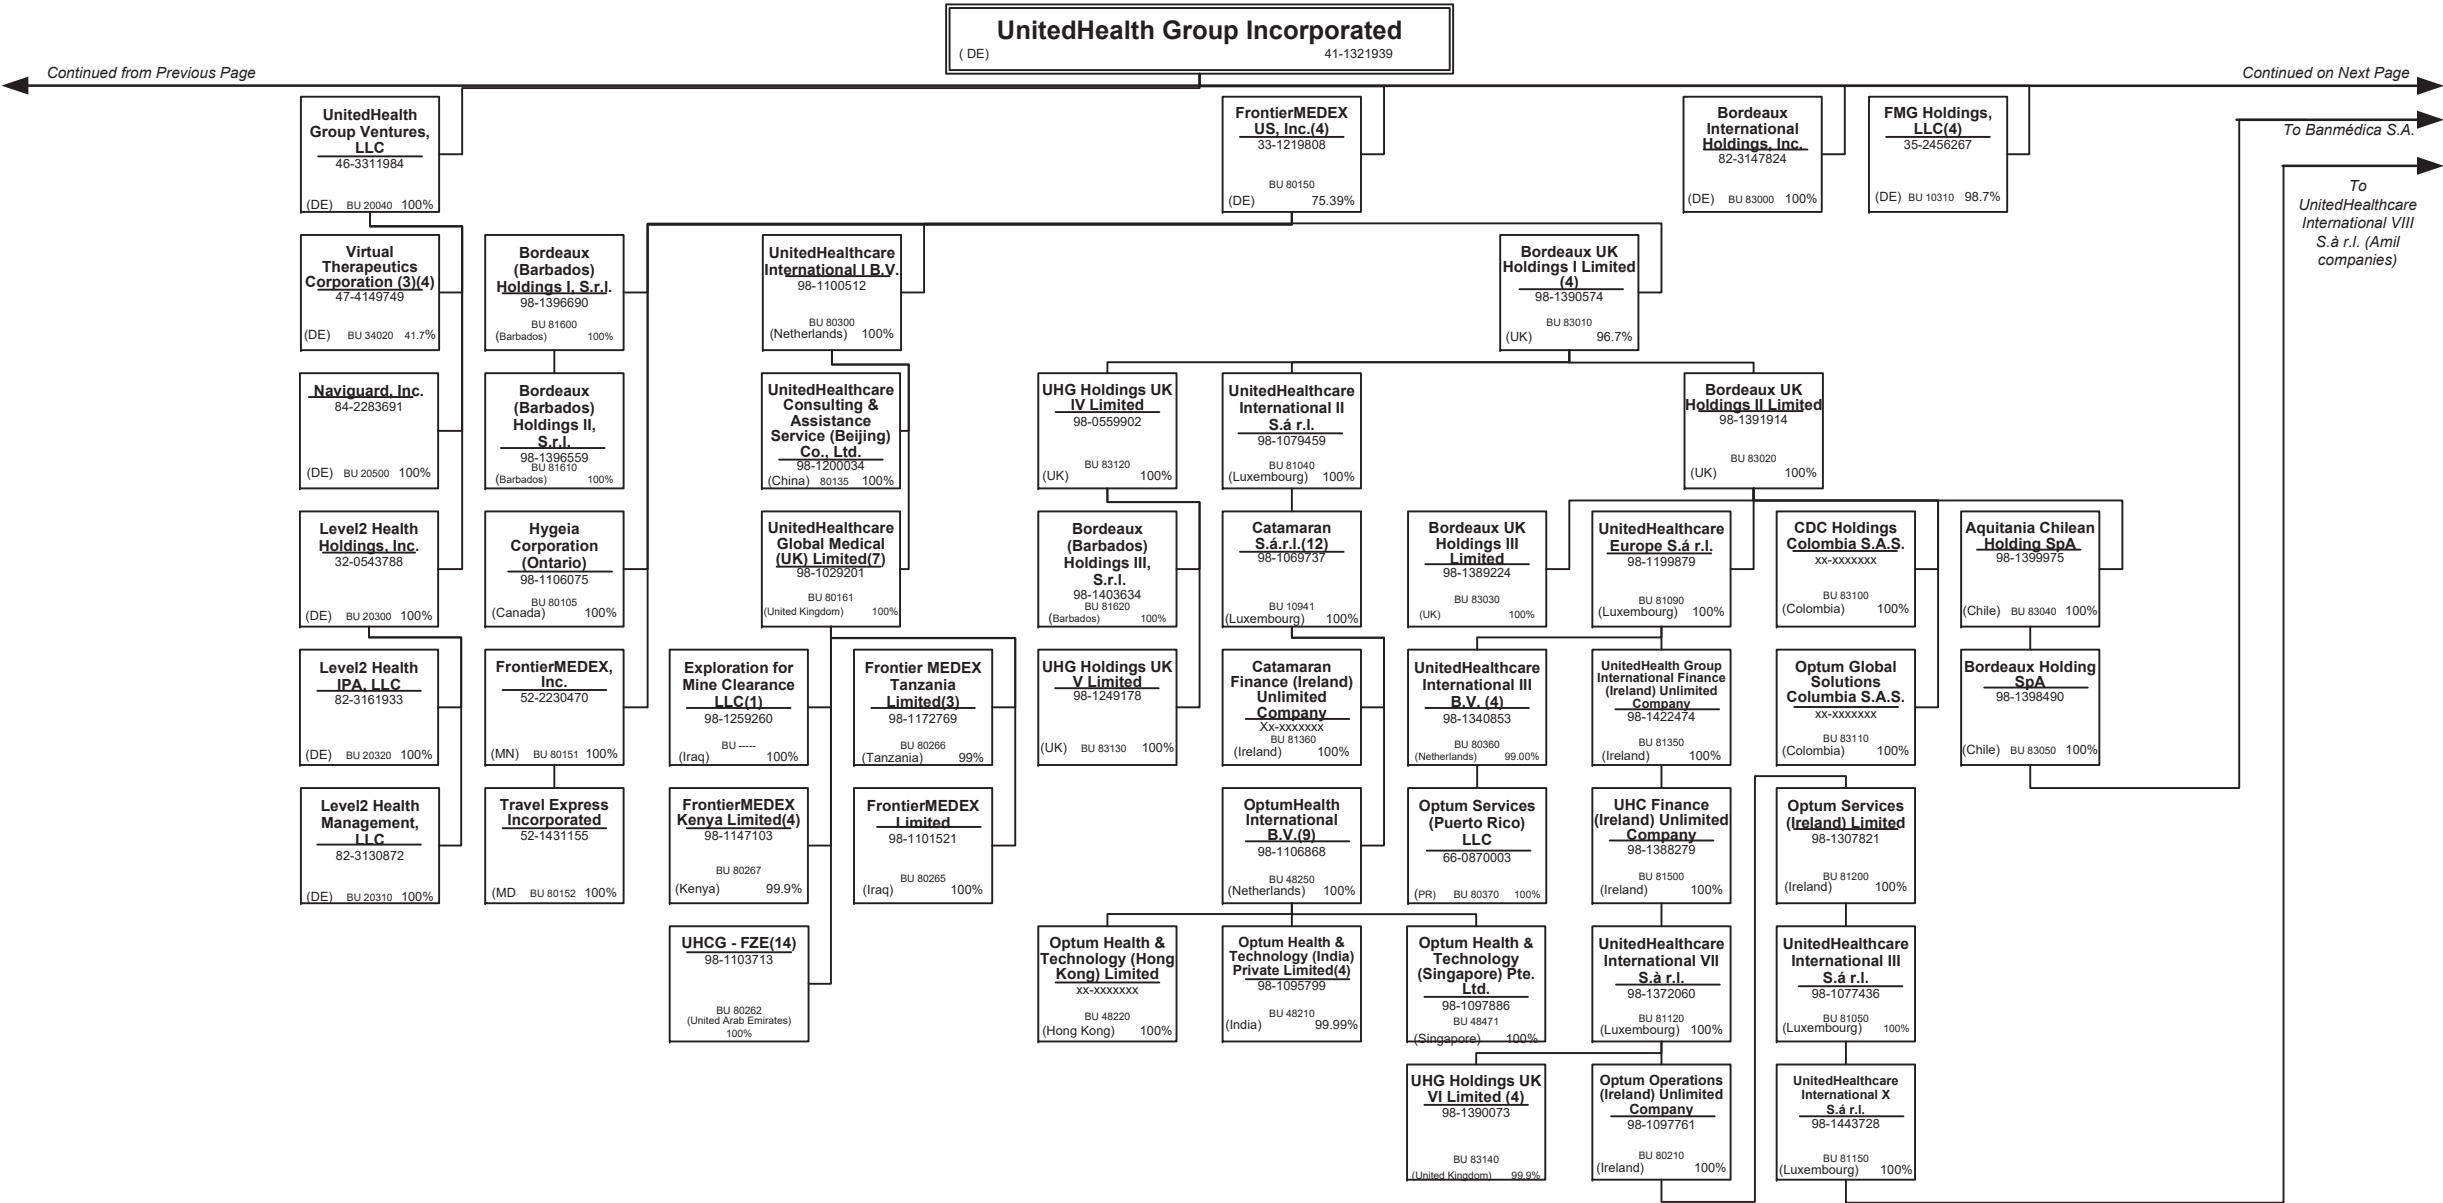 UnitedHealth Group Incorporated
( DE) 41-1321939
Continued from Previous Page
Continued on Next Page
UnitedHealth
Group Ventures,
LLC
46-3311984
(DE) BU 20040 100%
FrontierMEDEX
US, Inc.(4)
33-1219808
BU 80150
(DE) 75.39%
Bordeaux
International
Holdings, Inc.
82-3147824
(DE) BU 83000 100%
FMG Holdings,
LLC(4)
35-2456267
(DE) BU 10310 98.7%
To Banmédica S.A.
To
UnitedHealthcare
International VIII
S.à r.l. (Amil
companies)
Virtual
Therapeutics
Corporation (3)(4)
47-4149749
(DE) BU 34020 41.7%
Bordeaux
(Barbados)
Holdings I, S.r.l.
98-1396690
BU 81600
(Barbados) 100%
UnitedHealthcare
International I B.V.
98-1100512
BU 80300
(Netherlands) 100%
Bordeaux UK
Holdings I Limited
(4)
98-1390574
BU 83010
(UK) 96.7%
Naviguard, Inc.
84-2283691
(DE) BU 20500 100%
Bordeaux
(Barbados)
Holdings II,
S.r.l.
98-1396559
BU 81610
(Barbados) 100%
UnitedHealthcare
Consulting &
Assistance
Service (Beijing)
Co., Ltd.
98-1200034
(China) 80135 100%
UHG Holdings UK
IV Limited
98-0559902
BU 83120
(UK) 100%
UnitedHealthcare
International II
S.á r.l.
98-1079459
BU 81040
(Luxembourg) 100%
Bordeaux UK
Holdings II Limited
98-1391914
BU 83020
(UK) 100%
Level2 Health
Holdings, Inc.
32-0543788
(DE) BU 20300 100%
Hygeia
Corporation
(Ontario)
98-1106075
BU 80105
(Canada) 100%
UnitedHealthcare
Global Medical
(UK) Limited(7)
98-1029201
BU 80161
(United Kingdom) 100%
Bordeaux
(Barbados)
Holdings III,
S.r.l.
98-1403634
BU 81620
(Barbados) 100%
Catamaran
S.á.r.l.(12)
98-1069737
BU 10941
(Luxembourg) 100%
Bordeaux UK
Holdings III
Limited
98-1389224
BU 83030
(UK) 100%
UnitedHealthcare
Europe S.á r.l.
98-1199879
BU 81090
(Luxembourg) 100%
CDC Holdings
Colombia S.A.S.
xx-xxxxxxx
BU 83100
(Colombia) 100%
Aquitania Chilean
Holding SpA
98-1399975
(Chile) BU 83040 100%
Level2 Health
IPA, LLC
82-3161933
(DE) BU 20320 100%
FrontierMEDEX,
Inc.
52-2230470
(MN) BU 80151 100%
Exploration for
Mine Clearance
LLC(1)
98-1259260
BU -----
(Iraq) 100%
Frontier MEDEX
Tanzania
Limited(3)
98-1172769
BU 80266
(Tanzania) 99%
UHG Holdings UK
V Limited
98-1249178
(UK) BU 83130 100%
Catamaran
Finance (Ireland)
Unlimited
Company
Xx-xxxxxxx
BU 81360
(Ireland) 100%
UnitedHealthcare
International III
B.V. (4)
98-1340853
BU 80360
(Netherlands) 99.00%
UnitedHealth Group
International Finance
(Ireland) Unlimited
Company
98-1422474
BU 81350
(Ireland) 100%
Optum Global
Solutions
Columbia S.A.S.
xx-xxxxxxx
BU 83110
(Colombia) 100%
Bordeaux Holding
SpA
98-1398490
(Chile) BU 83050 100%
Level2 Health
Management,
LLC
82-3130872
(DE) BU 20310 100%
Travel Express
Incorporated
52-1431155
(MD BU 80152 100%
FrontierMEDEX
Kenya Limited(4)
98-1147103
BU 80267
(Kenya) 99.9%
FrontierMEDEX
Limited
98-1101521
BU 80265
(Iraq) 100%
OptumHealth
International
B.V.(9)
98-1106868
BU 48250
(Netherlands) 100%
Optum Services
(Puerto Rico)
LLC
66-0870003
(PR) BU 80370 100%
UHC Finance
(Ireland) Unlimited
Company
98-1388279
BU 81500
(Ireland) 100%
Optum Services
(Ireland) Limited
98-1307821
BU 81200
(Ireland) 100%
UHCG - FZE(14)
98-1103713
BU 80262
(United Arab Emirates)
100%
Optum Health &
Technology (Hong
Kong) Limited
xx-xxxxxxx
BU 48220
(Hong Kong) 100%
Optum Health &
Technology (India)
Private Limited(4)
98-1095799
BU 48210
(India) 99.99%
Optum Health &
Technology
(Singapore) Pte.
Ltd.
98-1097886
BU 48471
(Singapore) 100%
UnitedHealthcare
International VII
S.à r.l.
98-1372060
BU 81120
(Luxembourg) 100%
UnitedHealthcare
International III
S.á r.l.
98-1077436
BU 81050
(Luxembourg) 100%
UHG Holdings UK
VI Limited (4)
98-1390073
BU 83140
(United Kingdom) 99.9%
Optum Operations
(Ireland) Unlimited
Company
98-1097761
BU 80210
(Ireland) 100%
UnitedHealthcare
International X
S.á r.l.
98-1443728
BU 81150
(Luxembourg) 100%